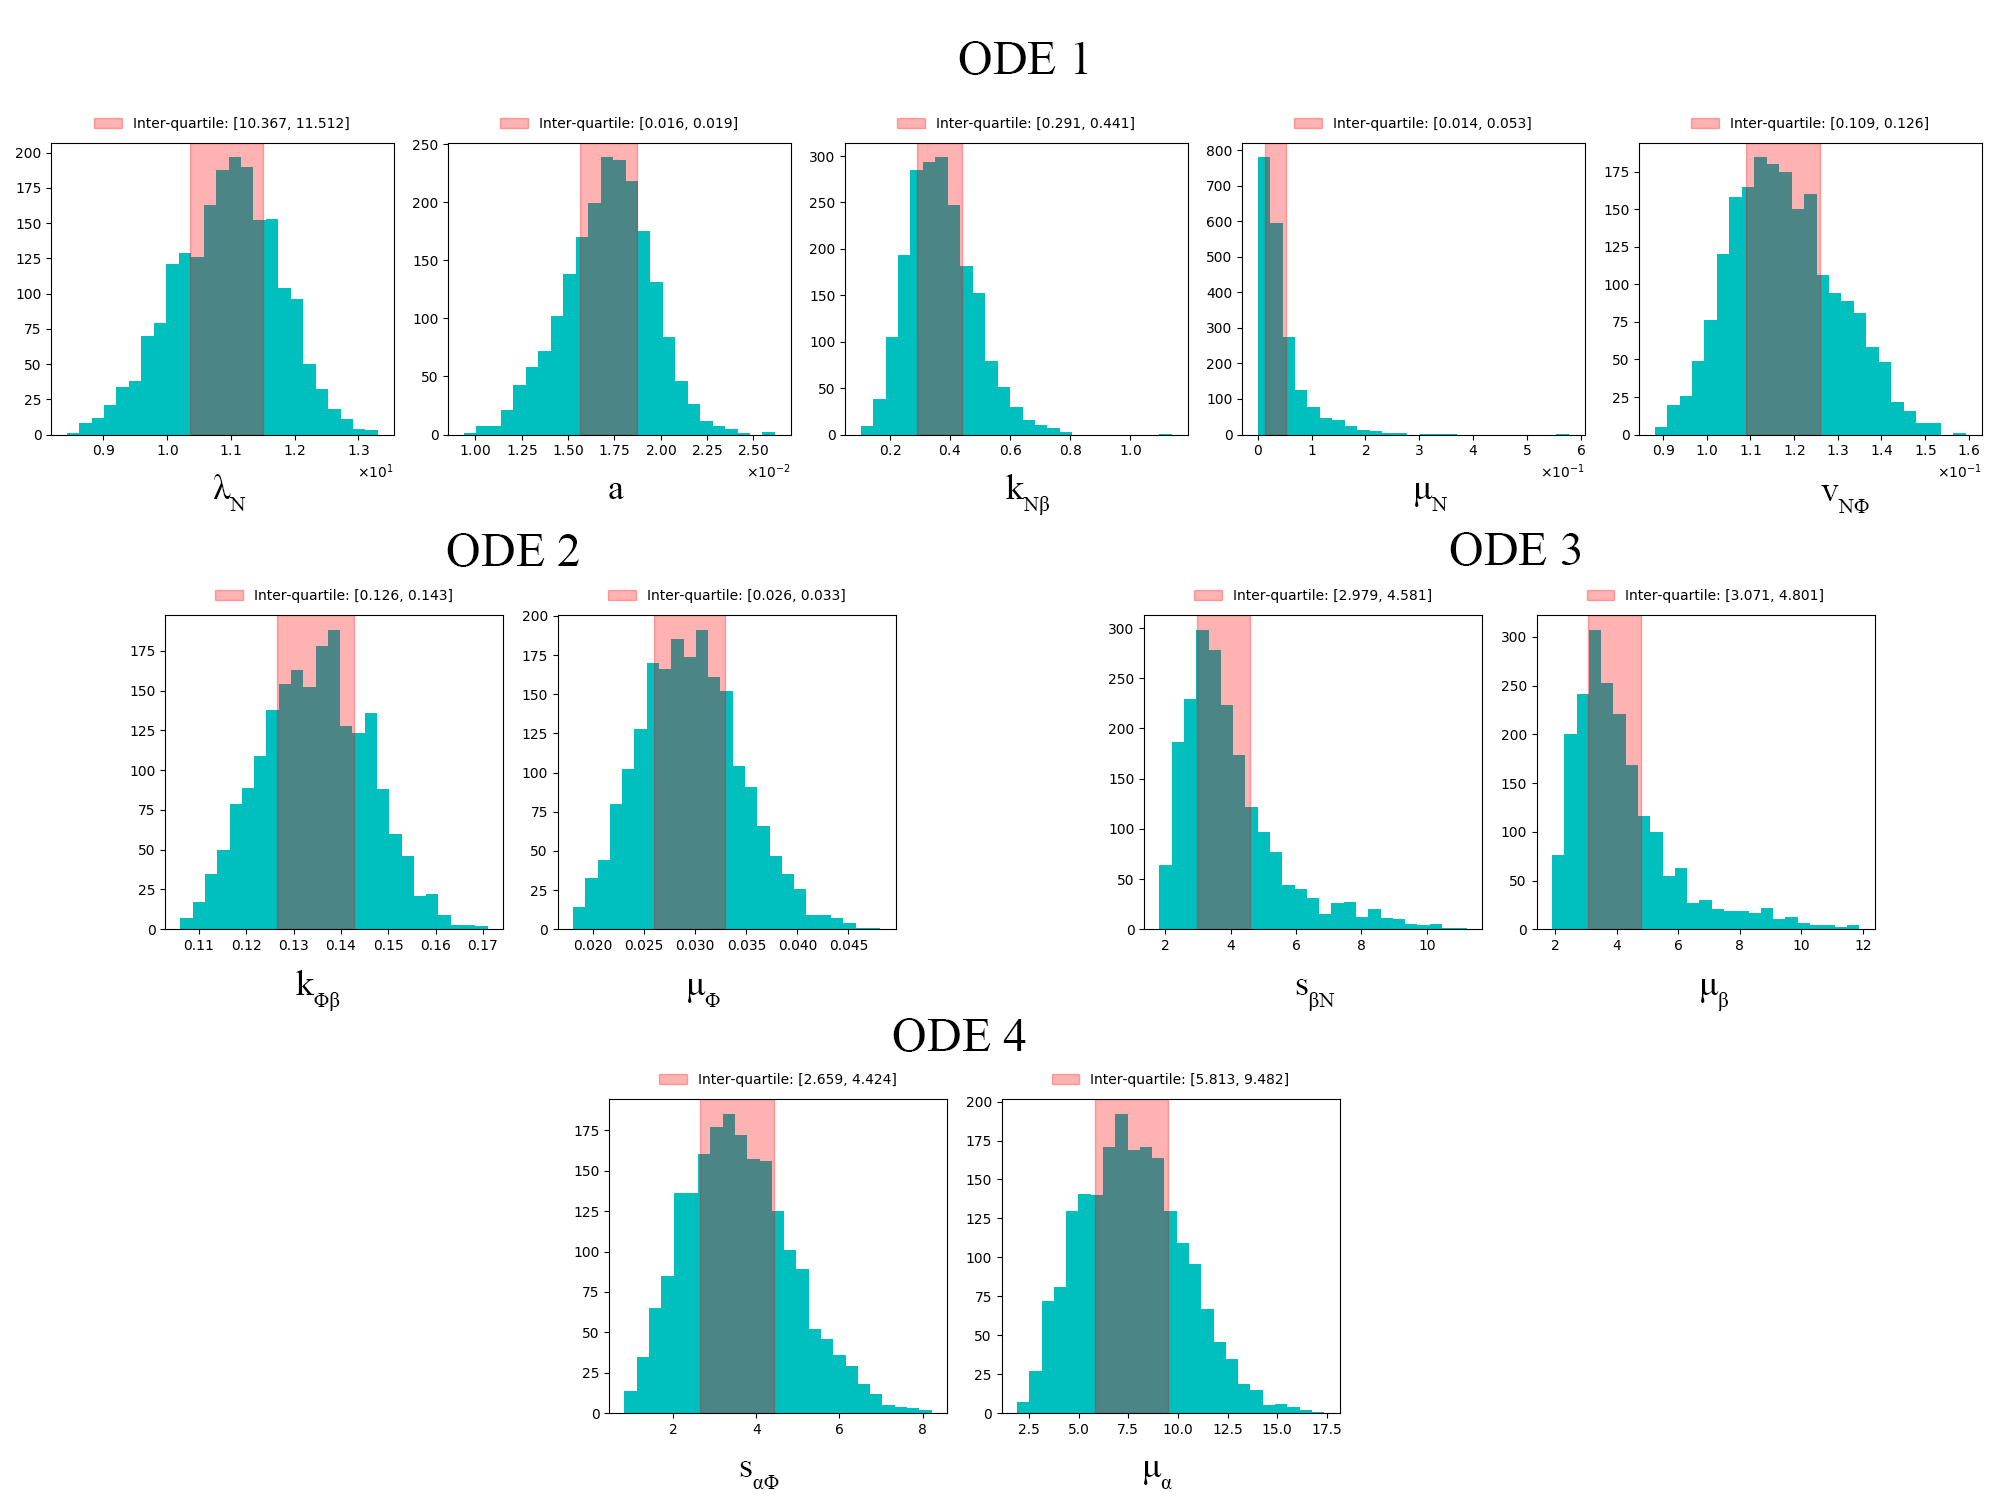 ODE 1
Inter-quartile: [10.367, 11.512]
200
175
150
125
100
75
50
25
0
0.9 1.0 1.1 1.2 1.3
×10¹
λ_N
Inter-quartile: [0.016, 0.019]
250
200
150
100
50
0
1.00 1.25 1.50 1.75 2.00 2.25 2.50
×10⁻²
a
Inter-quartile: [0.291, 0.441]
300
250
200
150
100
50
0
0.2 0.4 0.6 0.8 1.0
k_Nβ
Inter-quartile: [0.014, 0.053]
800
700
600
500
400
300
200
100
0
0 1 2 3 4 5 6
×10⁻¹
μ_N
Inter-quartile: [0.109, 0.126]
175
150
125
100
75
50
25
0
0.9 1.0 1.1 1.2 1.3 1.4 1.5 1.6
×10⁻¹
v_NΦ
ODE 2
Inter-quartile: [0.126, 0.143]
175
150
125
100
75
50
25
0
0.11 0.12 0.13 0.14 0.15 0.16 0.17
k_Φβ
Inter-quartile: [0.026, 0.033]
200
175
150
125
100
75
50
25
0
0.020 0.025 0.030 0.035 0.040 0.045
μ_Φ
ODE 3
Inter-quartile: [2.979, 4.581]
300
250
200
150
100
50
0
2 4 6 8 10
s_βN
Inter-quartile: [3.071, 4.801]
300
250
200
150
100
50
0
2 4 6 8 10 12
μ_β
ODE 4
Inter-quartile: [2.659, 4.424]
175
150
125
100
75
50
25
0
2 4 6 8
s_αΦ
Inter-quartile: [5.813, 9.482]
200
175
150
125
100
75
50
25
0
2.5 5.0 7.5 10.0 12.5 15.0 17.5
μ_α